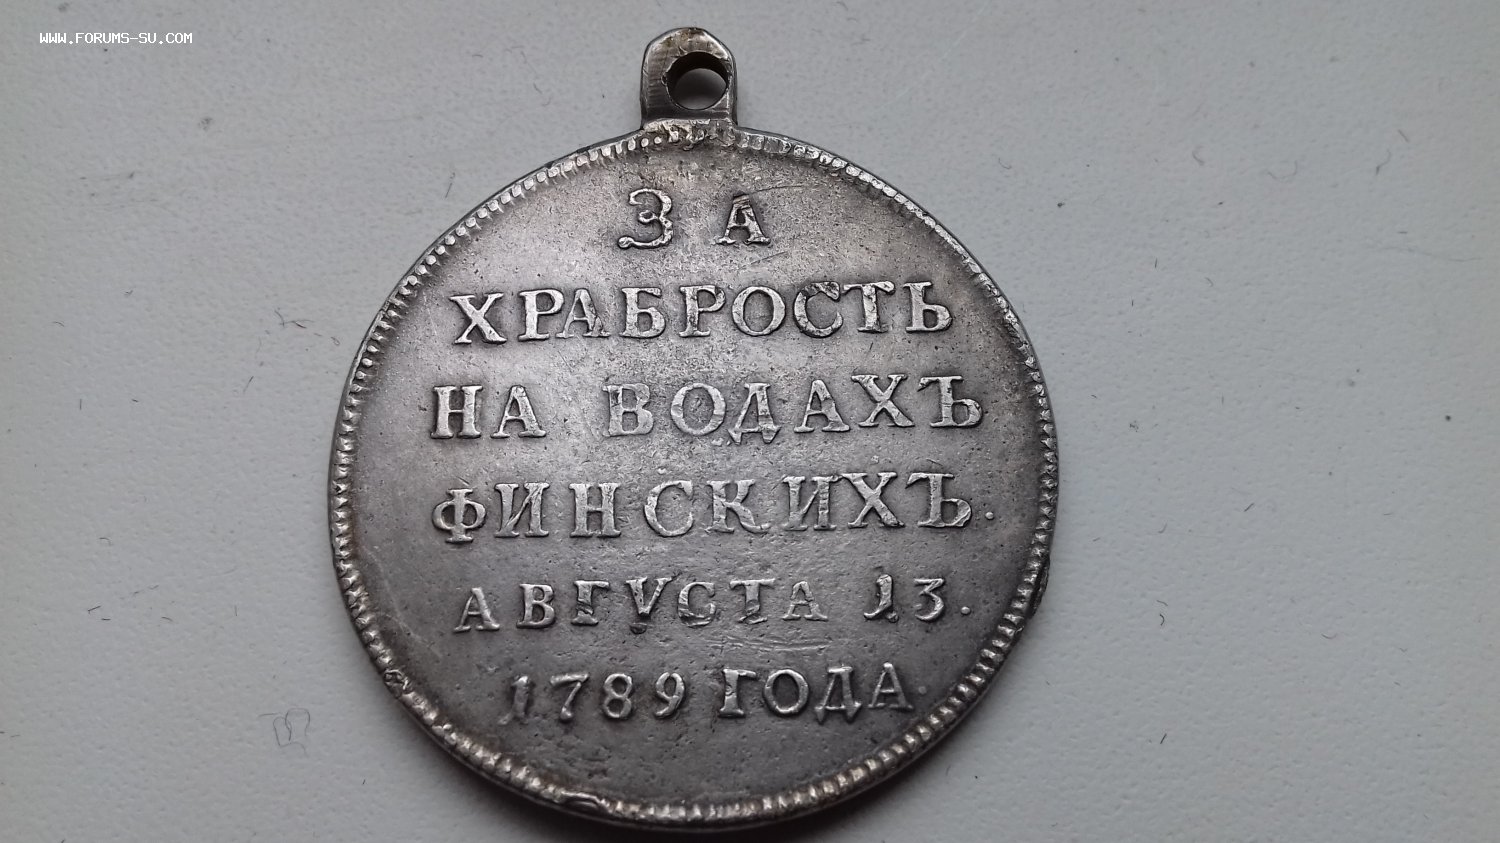 WWW.FORUMS-SU.COM
ЗА
ХРАБРОСТЬ
НА ВОДАХЪ
ФИНСКИХЪ.
АВГУСТА 13.
1789 ГОДА.